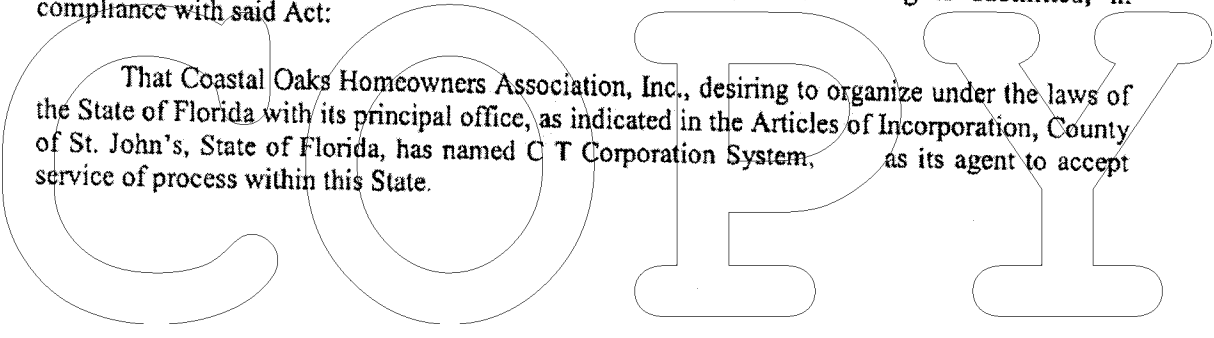 compliance with said Act:
That Coastal Oaks Homeowners Association, Inc., desiring to organize under the laws of
the State of Florida with its principal office, as indicated in the Articles of Incorporation, County
of St. John's, State of Florida, has named C T Corporation System, as its agent to accept
service of process within this State.
COPY